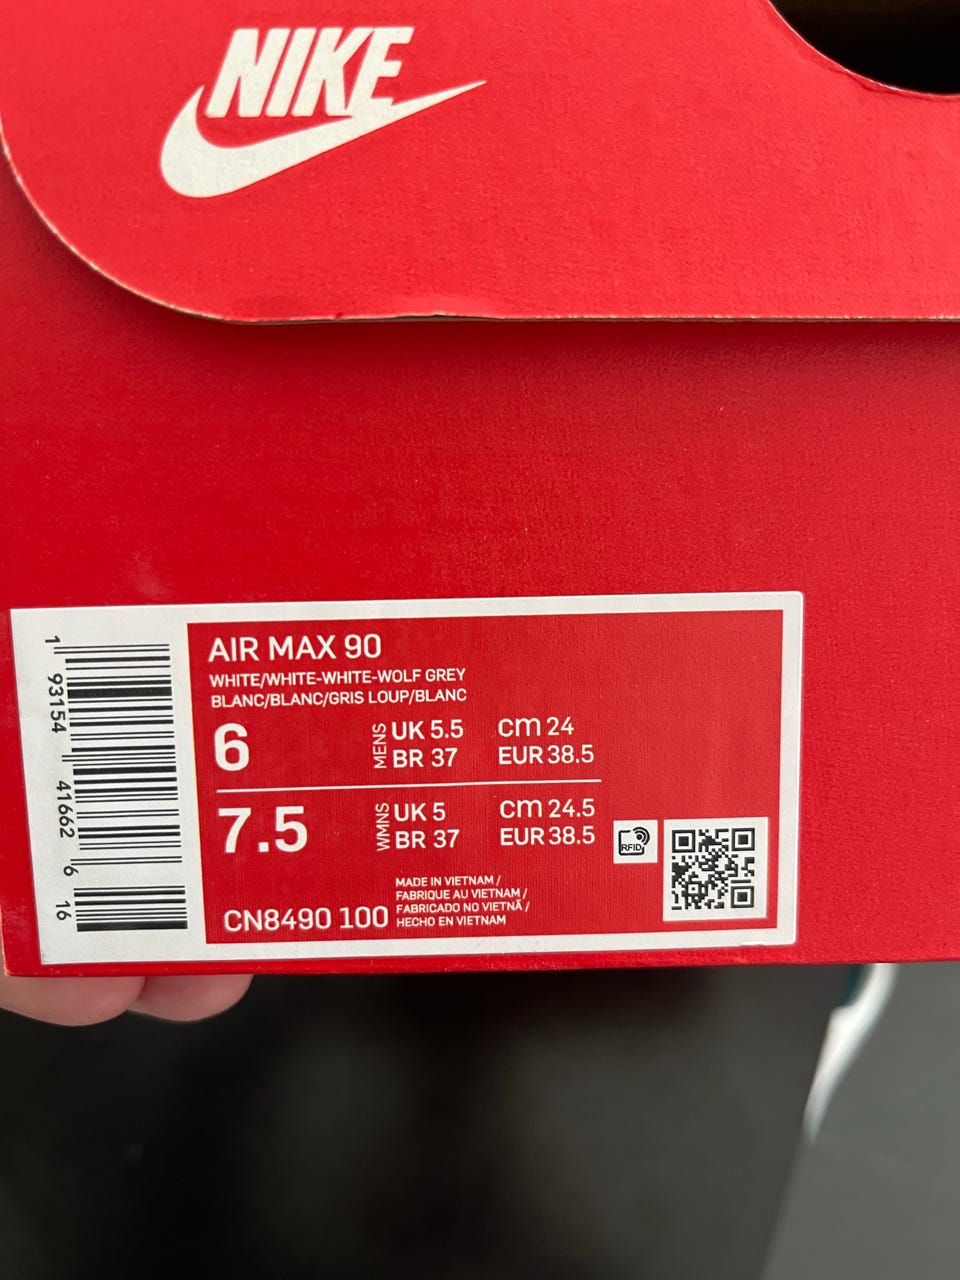 NIKE
AIR MAX 90
WHITE/WHITE-WHITE-WOLF GREY
BLANC/BLANC/GRIS LOUP/BLANC
6
MENS
UK 5.5
cm 24
BR 37
EUR 38.5
7.5
WMNS
UK 5
cm 24.5
BR 37
EUR 38.5
RFID
MADE IN VIETNAM /
FABRIQUE AU VIETNAM /
FABRICADO NO VIETNÃ /
HECHO EN VIETNAM
CN8490 100
1 93154 41662 6 16